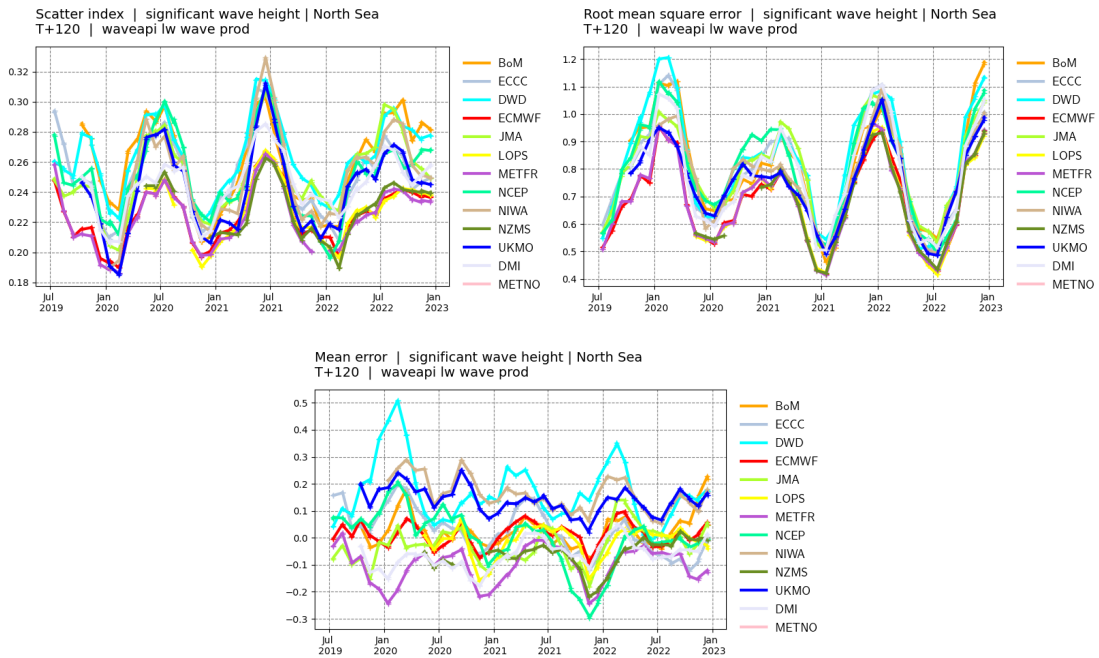 Scatter index | significant wave height | North Sea
T+120 | waveapi lw wave prod
0.32
0.30
0.28
0.26
0.24
0.22
0.20
0.18
Jul Jan Jul Jan Jul Jan Jul Jan
2019 2020 2020 2021 2021 2022 2022 2023
BoM
ECCC
DWD
ECMWF
JMA
LOPS
METFR
NCEP
NIWA
NZMS
UKMO
DMI
METNO
Root mean square error | significant wave height | North Sea
T+120 | waveapi lw wave prod
1.2
1.1
1.0
0.9
0.8
0.7
0.6
0.5
0.4
Jul Jan Jul Jan Jul Jan Jul Jan
2019 2020 2020 2021 2021 2022 2022 2023
BoM
ECCC
DWD
ECMWF
JMA
LOPS
METFR
NCEP
NIWA
NZMS
UKMO
DMI
METNO
Mean error | significant wave height | North Sea
T+120 | waveapi lw wave prod
0.5
0.4
0.3
0.2
0.1
0.0
−0.1
−0.2
−0.3
Jul Jan Jul Jan Jul Jan Jul Jan
2019 2020 2020 2021 2021 2022 2022 2023
BoM
ECCC
DWD
ECMWF
JMA
LOPS
METFR
NCEP
NIWA
NZMS
UKMO
DMI
METNO